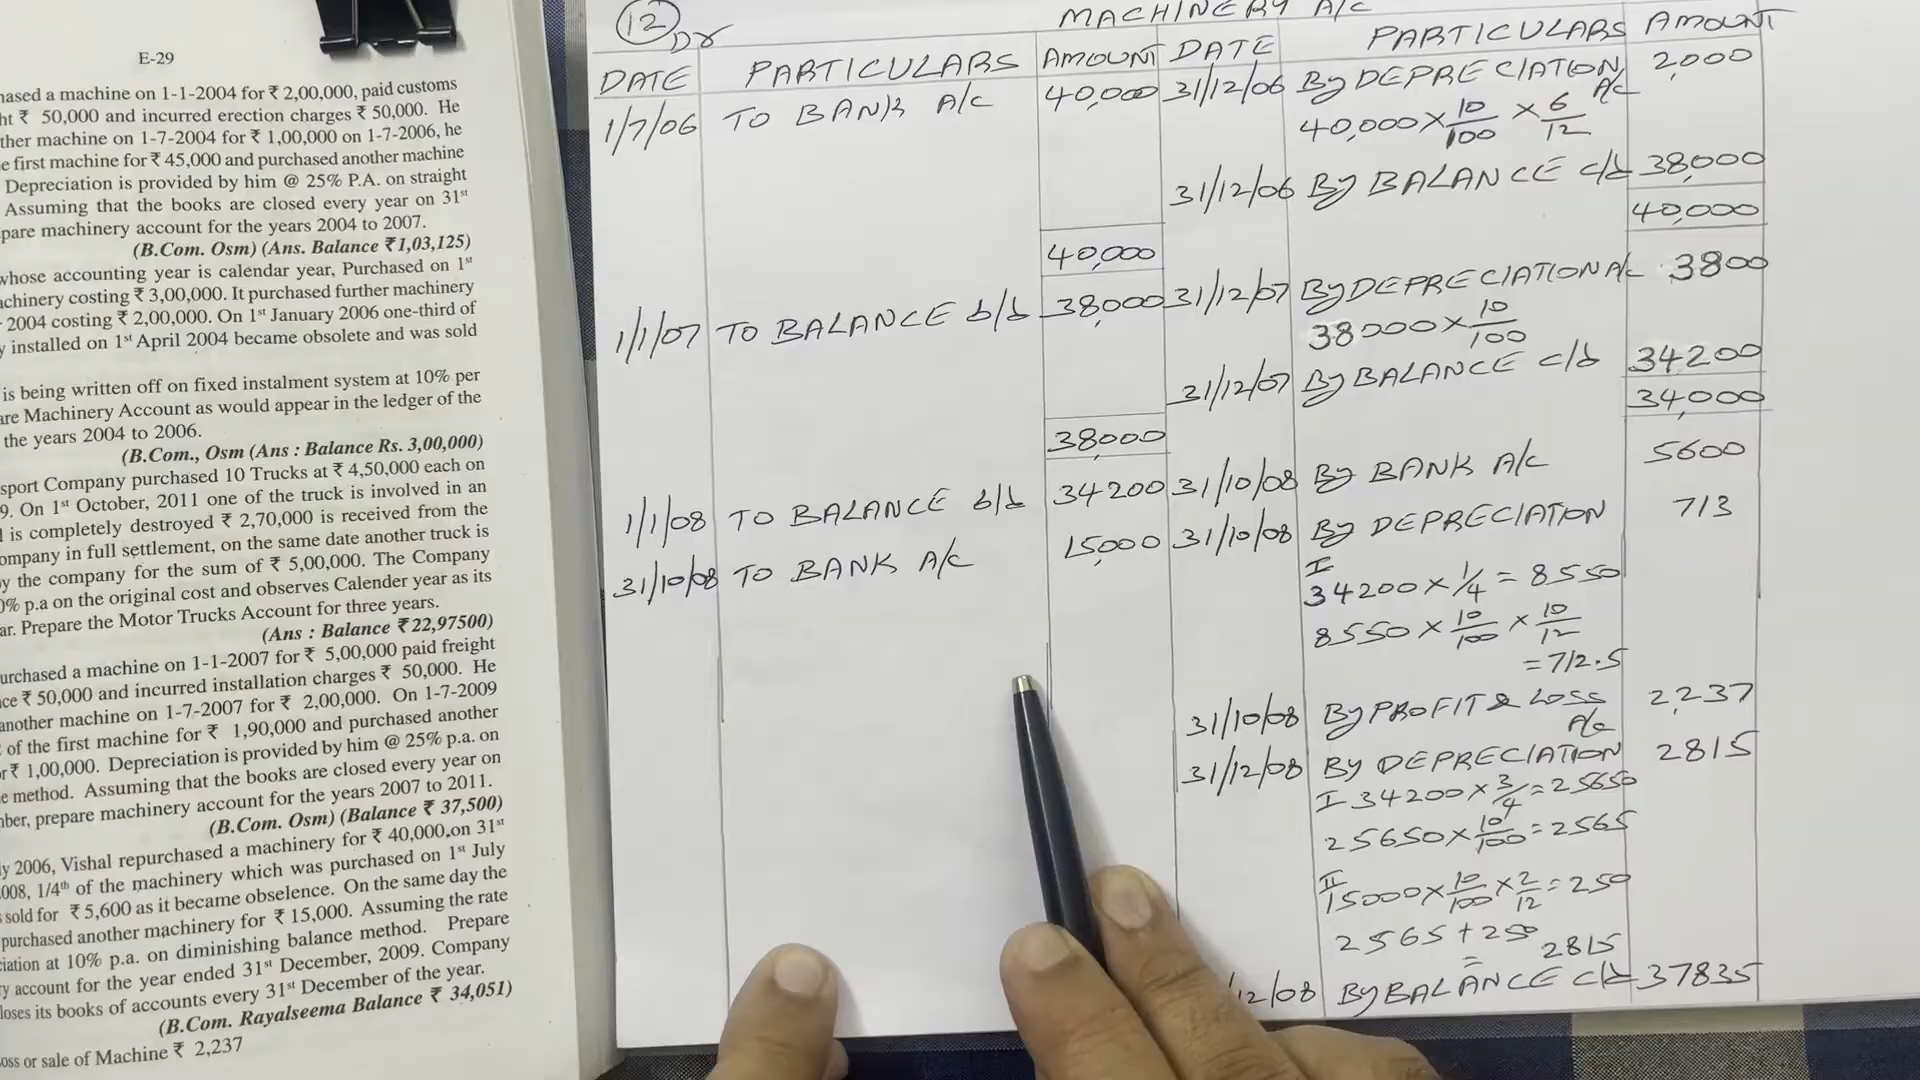 E-29
ased a machine on 1-1-2004 for ₹ 2,00,000, paid customs
ht ₹ 50,000 and incurred erection charges ₹ 50,000. He
ther machine on 1-7-2004 for ₹ 1,00,000 on 1-7-2006, he
e first machine for ₹ 45,000 and purchased another machine
Depreciation is provided by him @ 25% P.A. on straight
Assuming that the books are closed every year on 31st
pare machinery account for the years 2004 to 2007.
(B.Com. Osm) (Ans. Balance ₹1,03,125)
whose accounting year is calendar year, Purchased on 1st
achinery costing ₹ 3,00,000. It purchased further machinery
2004 costing ₹ 2,00,000. On 1st January 2006 one-third of
y installed on 1st April 2004 became obsolete and was sold
is being written off on fixed instalment system at 10% per
are Machinery Account as would appear in the ledger of the
the years 2004 to 2006.
(B.Com., Osm (Ans : Balance Rs. 3,00,000)
sport Company purchased 10 Trucks at ₹ 4,50,000 each on
9. On 1st October, 2011 one of the truck is involved in an
d is completely destroyed ₹ 2,70,000 is received from the
ompany in full settlement, on the same date another truck is
y the company for the sum of ₹ 5,00,000. The Company
0% p.a on the original cost and observes Calender year as its
ar. Prepare the Motor Trucks Account for three years.
(Ans : Balance ₹ 22,97500)
urchased a machine on 1-1-2007 for ₹ 5,00,000 paid freight
ce ₹ 50,000 and incurred installation charges ₹ 50,000. He
another machine on 1-7-2007 for ₹ 2,00,000. On 1-7-2009
of the first machine for ₹ 1,90,000 and purchased another
r ₹ 1,00,000. Depreciation is provided by him @ 25% p.a. on
e method. Assuming that the books are closed every year on
ber, prepare machinery account for the years 2007 to 2011.
(B.Com. Osm) (Balance ₹ 37,500)
y 2006, Vishal repurchased a machinery for ₹ 40,000,on 31st
008, 1/4th of the machinery which was purchased on 1st July
sold for ₹ 5,600 as it became obselence. On the same day the
purchased another machinery for ₹ 15,000. Assuming the rate
iation at 10% p.a. on diminishing balance method. Prepare
y account for the year ended 31st December, 2009. Company
loses its books of accounts every 31st December of the year.
(B.Com. Rayalseema Balance ₹ 34,051)
oss or sale of Machine ₹ 2,237
12 Dr MACHINERY A/c
DATE PARTICULARS AMOUNT DATE PARTICULARS AMOUNT
1/7/06 TO BANK A/c 40,000 31/12/06 By DEPRECIATION A/c 2,000
40,000 × 10/100 × 6/12
31/12/06 By BALANCE c/d 38,000
40,000
40,000
1/1/07 TO BALANCE b/d 38,000 31/12/07 By DEPRECIATION A/c 3800
38000 × 10/100
31/12/07 By BALANCE c/d 34200
34,000
38,000
1/1/08 TO BALANCE b/d 34200 31/10/08 By BANK A/c 5600
31/10/08 TO BANK A/c 15,000 31/10/08 By DEPRECIATION 713
I
34200 × 1/4 = 8550
8550 × 10/100 × 10/12
= 712.5
31/10/08 By PROFIT & LOSS A/c 2,237
31/12/08 By DEPRECIATION 2815
I 34200 × 3/4 = 25650
25650 × 10/100 = 2565
II
15000 × 10/100 × 2/12 = 250
2565 + 250
= 2815
/12/08 By BALANCE c/d 37835